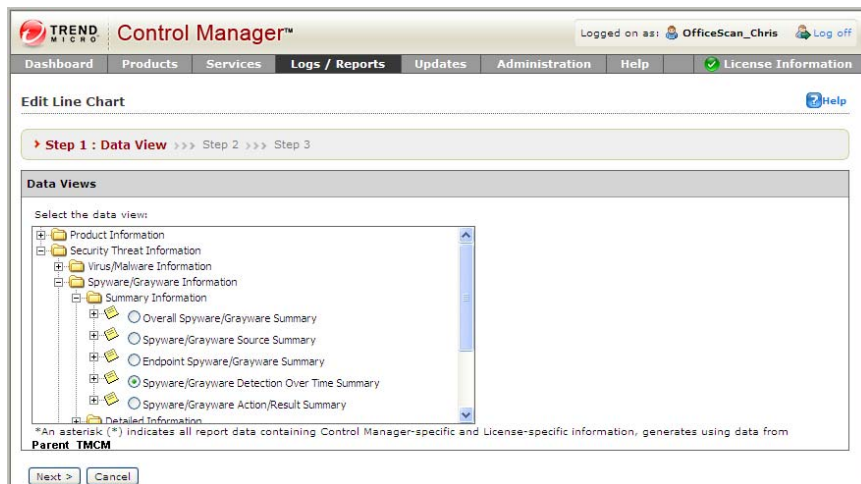 TREND MICRO Control Manager™ Logged on as: OfficeScan_Chris Log off
Dashboard Products Services Logs / Reports Updates Administration Help License Information
Edit Line Chart Help
Step 1 : Data View >>> Step 2 >>> Step 3
Data Views
Select the data view:
Product Information
Security Threat Information
Virus/Malware Information
Spyware/Grayware Information
Summary Information
Overall Spyware/Grayware Summary
Spyware/Grayware Source Summary
Endpoint Spyware/Grayware Summary
Spyware/Grayware Detection Over Time Summary
Spyware/Grayware Action/Result Summary
Detailed Information
*An asterisk (*) indicates all report data containing Control Manager-specific and License-specific information, generates using data from
Parent TMCM
Next > Cancel